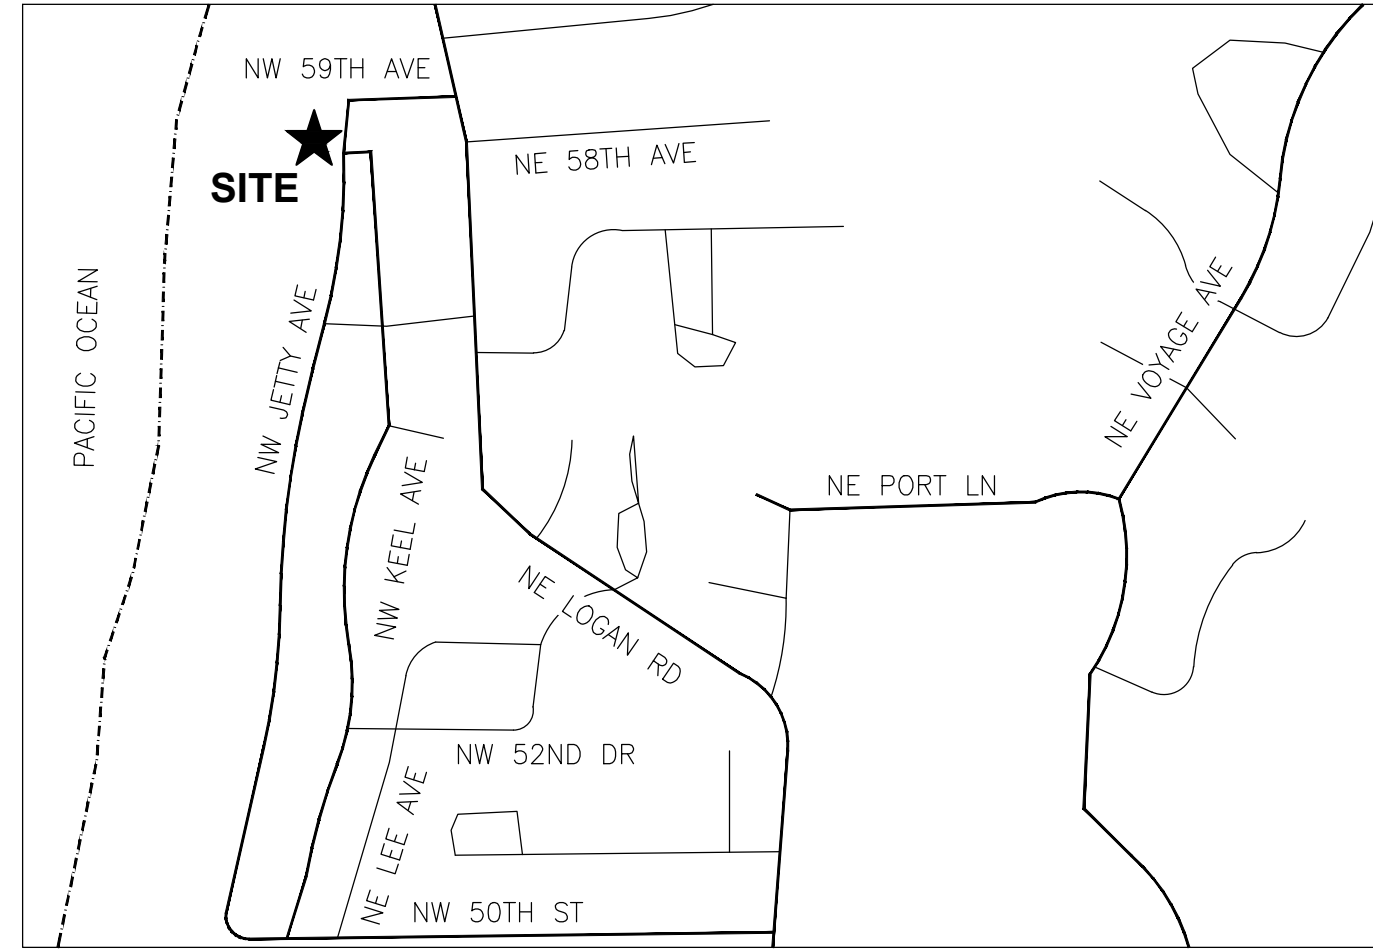 NW 59TH AVE
NE 58TH AVE
SITE
PACIFIC OCEAN
NW JETTY AVE
NE VOYAGE AVE
NW KEEL AVE
NE PORT LN
NE LOGAN RD
NW 52ND DR
NE LEE AVE
NW 50TH ST